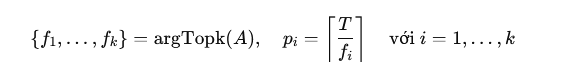 {f₁, …, fₖ} = argTopk(A), pᵢ = ⌈T/fᵢ⌉ với i = 1, …, k